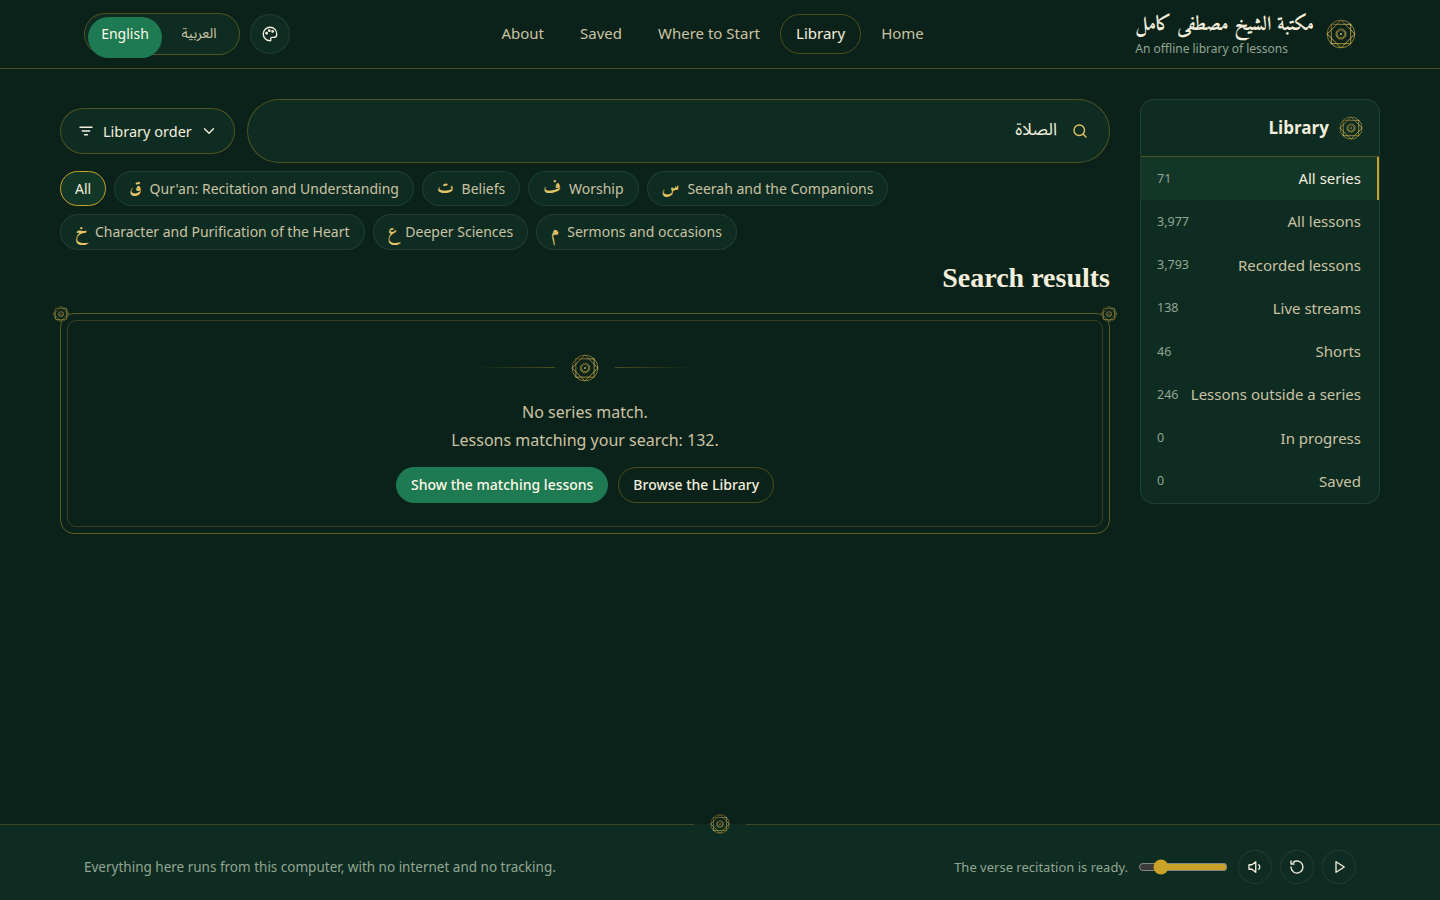 مكتبة الشيخ مصطفى كامل
An offline library of lessons
Home
Library
Where to Start
Saved
About
English
العربية
Library
All series 71
All lessons 3,977
Recorded lessons 3,793
Live streams 138
Shorts 46
Lessons outside a series 246
In progress 0
Saved 0
الصلاة
Library order
All
ق Qur'an: Recitation and Understanding
ت Beliefs
ف Worship
س Seerah and the Companions
خ Character and Purification of the Heart
ع Deeper Sciences
م Sermons and occasions
Search results
No series match.
Lessons matching your search: 132.
Show the matching lessons
Browse the Library
Everything here runs from this computer, with no internet and no tracking.
The verse recitation is ready.